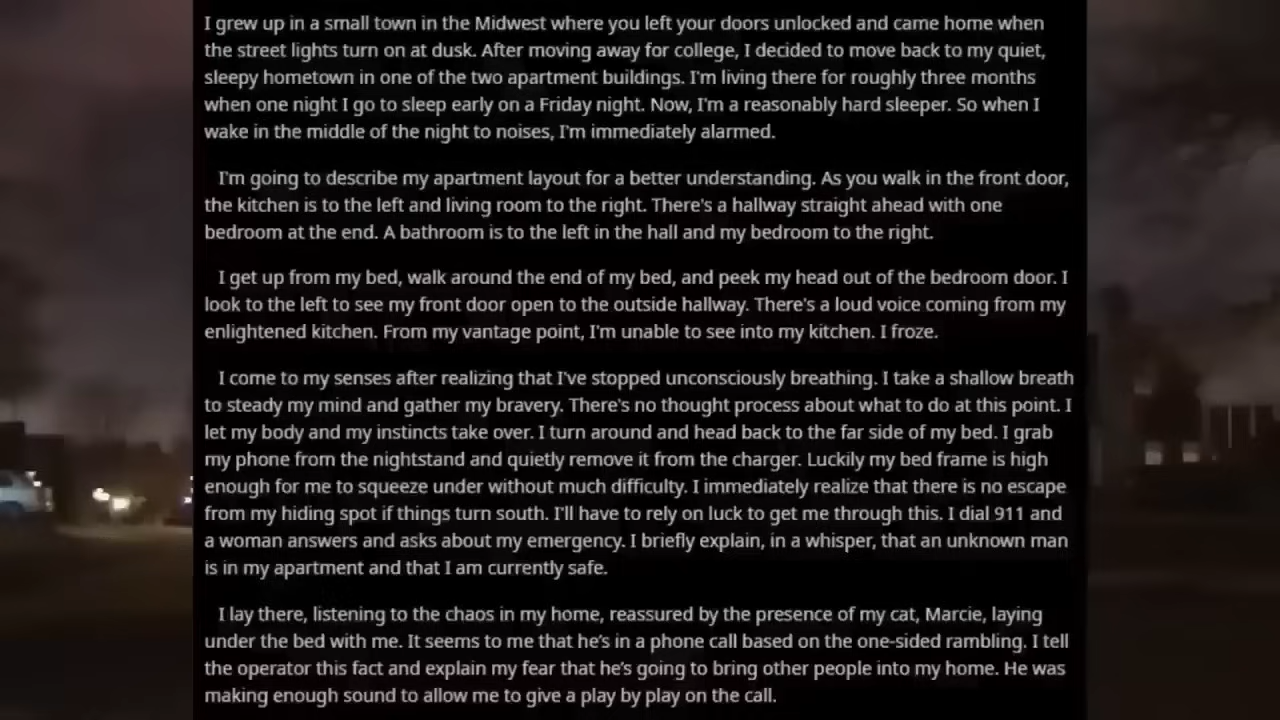 I grew up in a small town in the Midwest where you left your doors unlocked and came home when
the street lights turn on at dusk. After moving away for college, I decided to move back to my quiet,
sleepy hometown in one of the two apartment buildings. I'm living there for roughly three months
when one night I go to sleep early on a Friday night. Now, I'm a reasonably hard sleeper. So when I
wake in the middle of the night to noises, I'm immediately alarmed.
I'm going to describe my apartment layout for a better understanding. As you walk in the front door,
the kitchen is to the left and living room to the right. There's a hallway straight ahead with one
bedroom at the end. A bathroom is to the left in the hall and my bedroom to the right.
I get up from my bed, walk around the end of my bed, and peek my head out of the bedroom door. I
look to the left to see my front door open to the outside hallway. There's a loud voice coming from my
enlightened kitchen. From my vantage point, I'm unable to see into my kitchen. I froze.
I come to my senses after realizing that I've stopped unconsciously breathing. I take a shallow breath
to steady my mind and gather my bravery. There's no thought process about what to do at this point. I
let my body and my instincts take over. I turn around and head back to the far side of my bed. I grab
my phone from the nightstand and quietly remove it from the charger. Luckily my bed frame is high
enough for me to squeeze under without much difficulty. I immediately realize that there is no escape
from my hiding spot if things turn south. I'll have to rely on luck to get me through this. I dial 911 and
a woman answers and asks about my emergency. I briefly explain, in a whisper, that an unknown man
is in my apartment and that I am currently safe.
I lay there, listening to the chaos in my home, reassured by the presence of my cat, Marcie, laying
under the bed with me. It seems to me that he's in a phone call based on the one-sided rambling. I tell
the operator this fact and explain my fear that he's going to bring other people into my home. He was
making enough sound to allow me to give a play by play on the call.